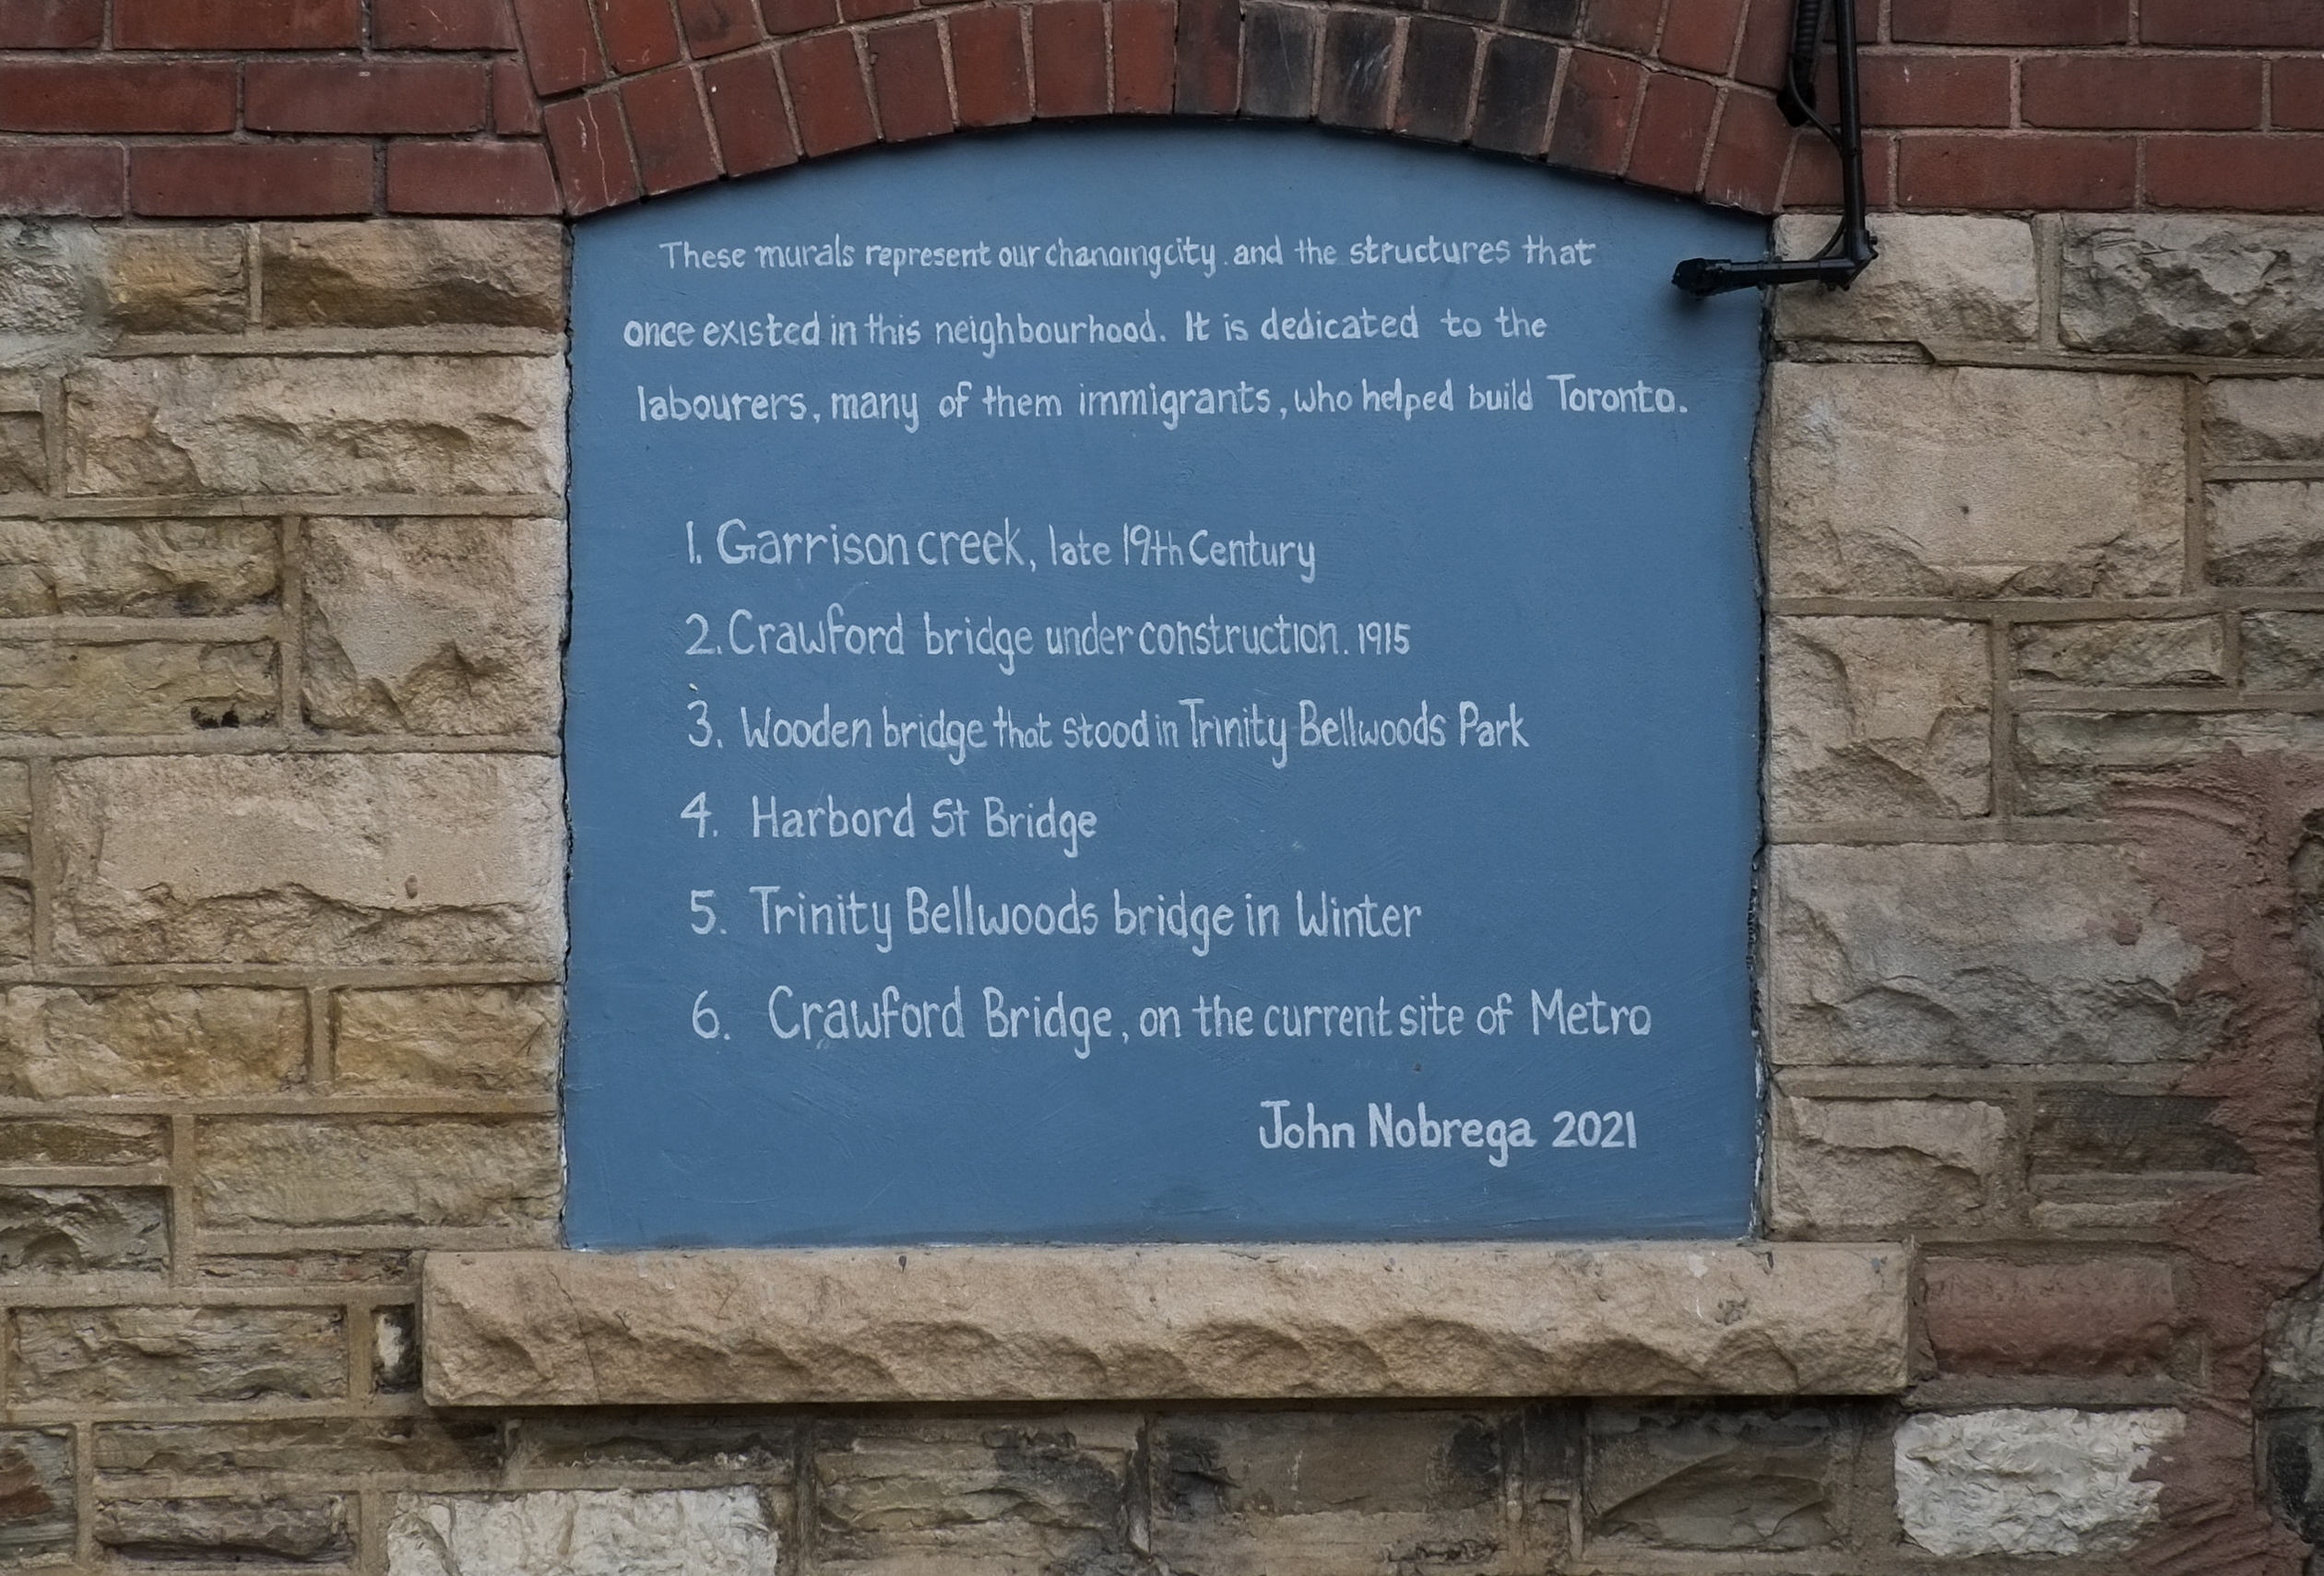 These murals represent our changing city. and the structures that
once existed in this neighbourhood. It is dedicated to the
labourers, many of them immigrants, who helped build Toronto.
1. Garrison creek, late 19th Century
2. Crawford bridge under construction. 1915
3. Wooden bridge that stood in Trinity Bellwoods Park
4. Harbord St Bridge
5. Trinity Bellwoods bridge in Winter
6. Crawford Bridge, on the current site of Metro
John Nobrega 2021